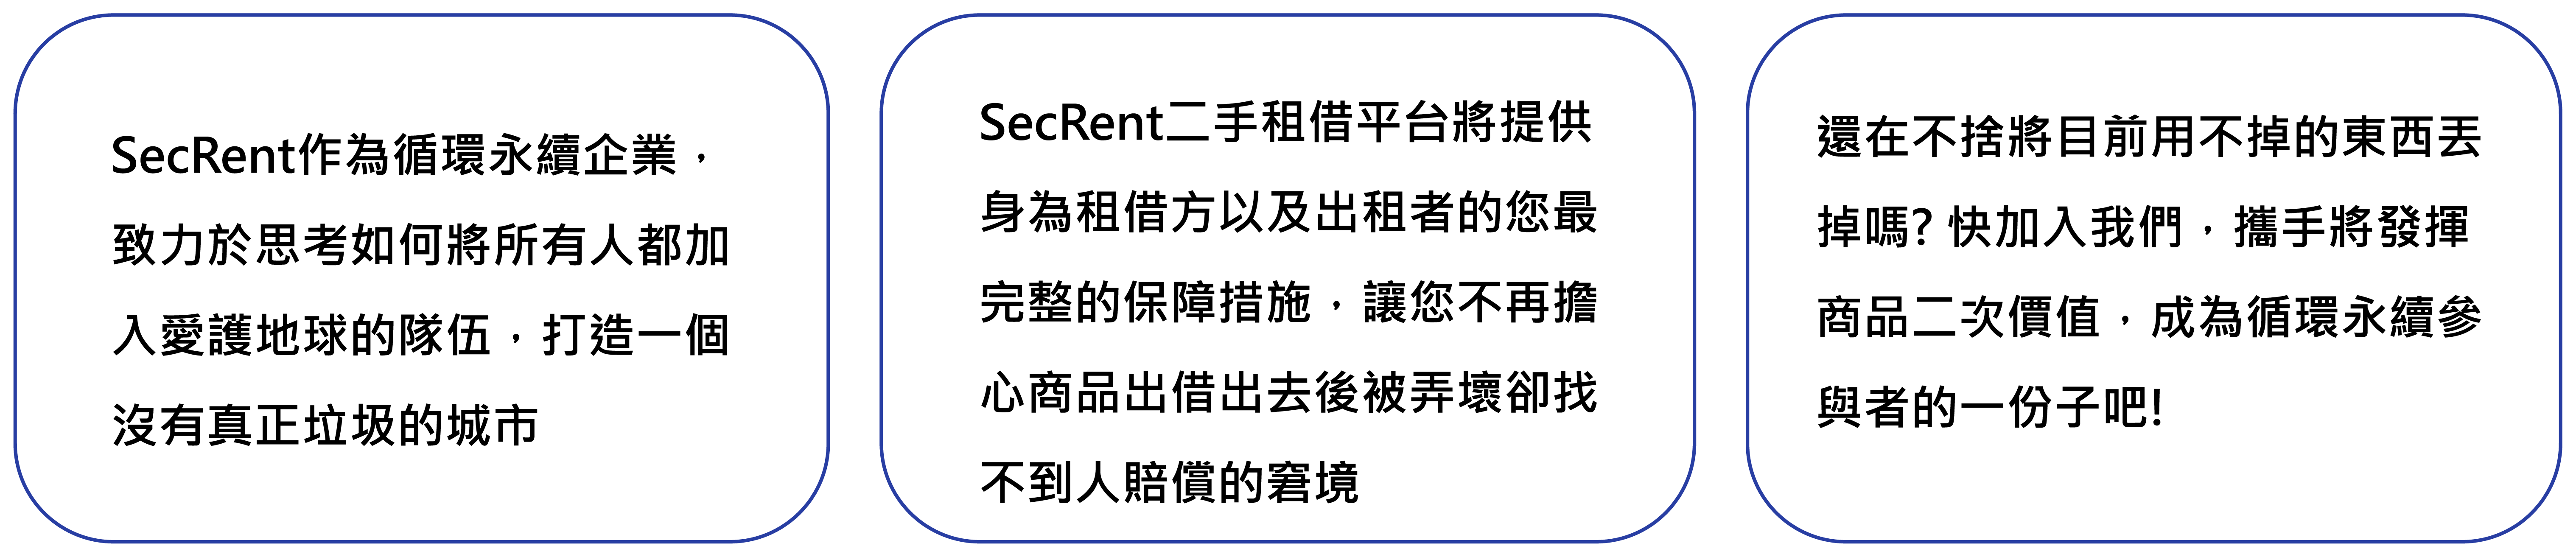 SecRent作為循環永續企業，
致力於思考如何將所有人都加
入愛護地球的隊伍，打造一個
沒有真正垃圾的城市
SecRent二手租借平台將提供
身為租借方以及出租者的您最
完整的保障措施，讓您不再擔
心商品出借出去後被弄壞卻找
不到人賠償的窘境
還在不捨將目前用不掉的東西丟
掉嗎? 快加入我們，攜手將發揮
商品二次價值，成為循環永續參
與者的一份子吧!